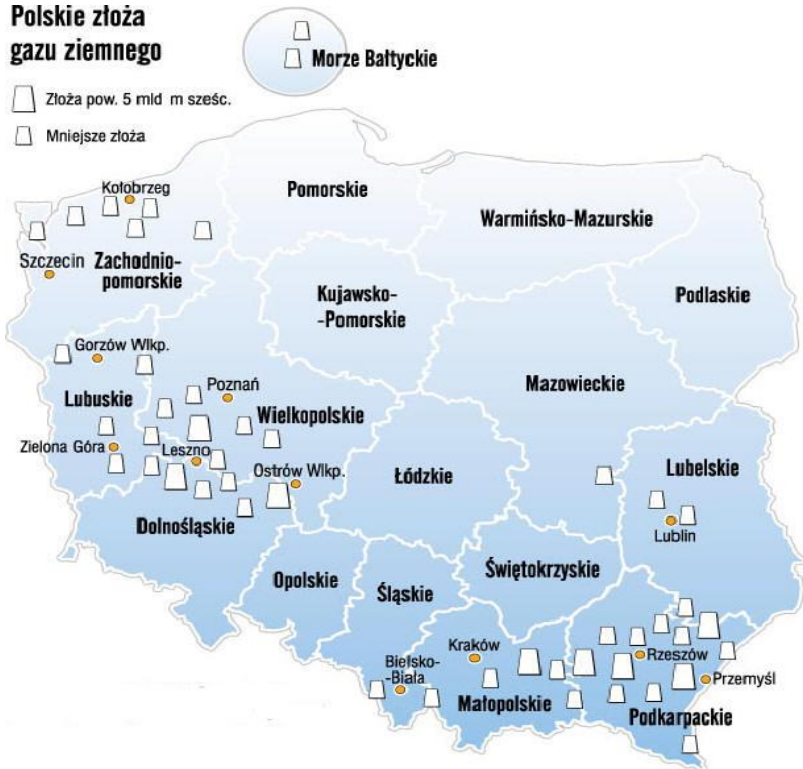 Polskie złoża
gazu ziemnego
Złoża pow. 5 mld m sześc.
Mniejsze złoża
Morze Bałtyckie
Kołobrzeg
Pomorskie
Warmińsko-Mazurskie
Szczecin
Zachodnio-
pomorskie
Kujawsko-
-Pomorskie
Podlaskie
Gorzów Wlkp.
Lubuskie
Poznań
Wielkopolskie
Mazowieckie
Zielona Góra
Leszno
Ostrów Wlkp.
Łódzkie
Lubelskie
Lublin
Dolnośląskie
Opolskie
Śląskie
Świętokrzyskie
Kraków
Bielsko-
-Biała
Małopolskie
Rzeszów
Przemyśl
Podkarpackie